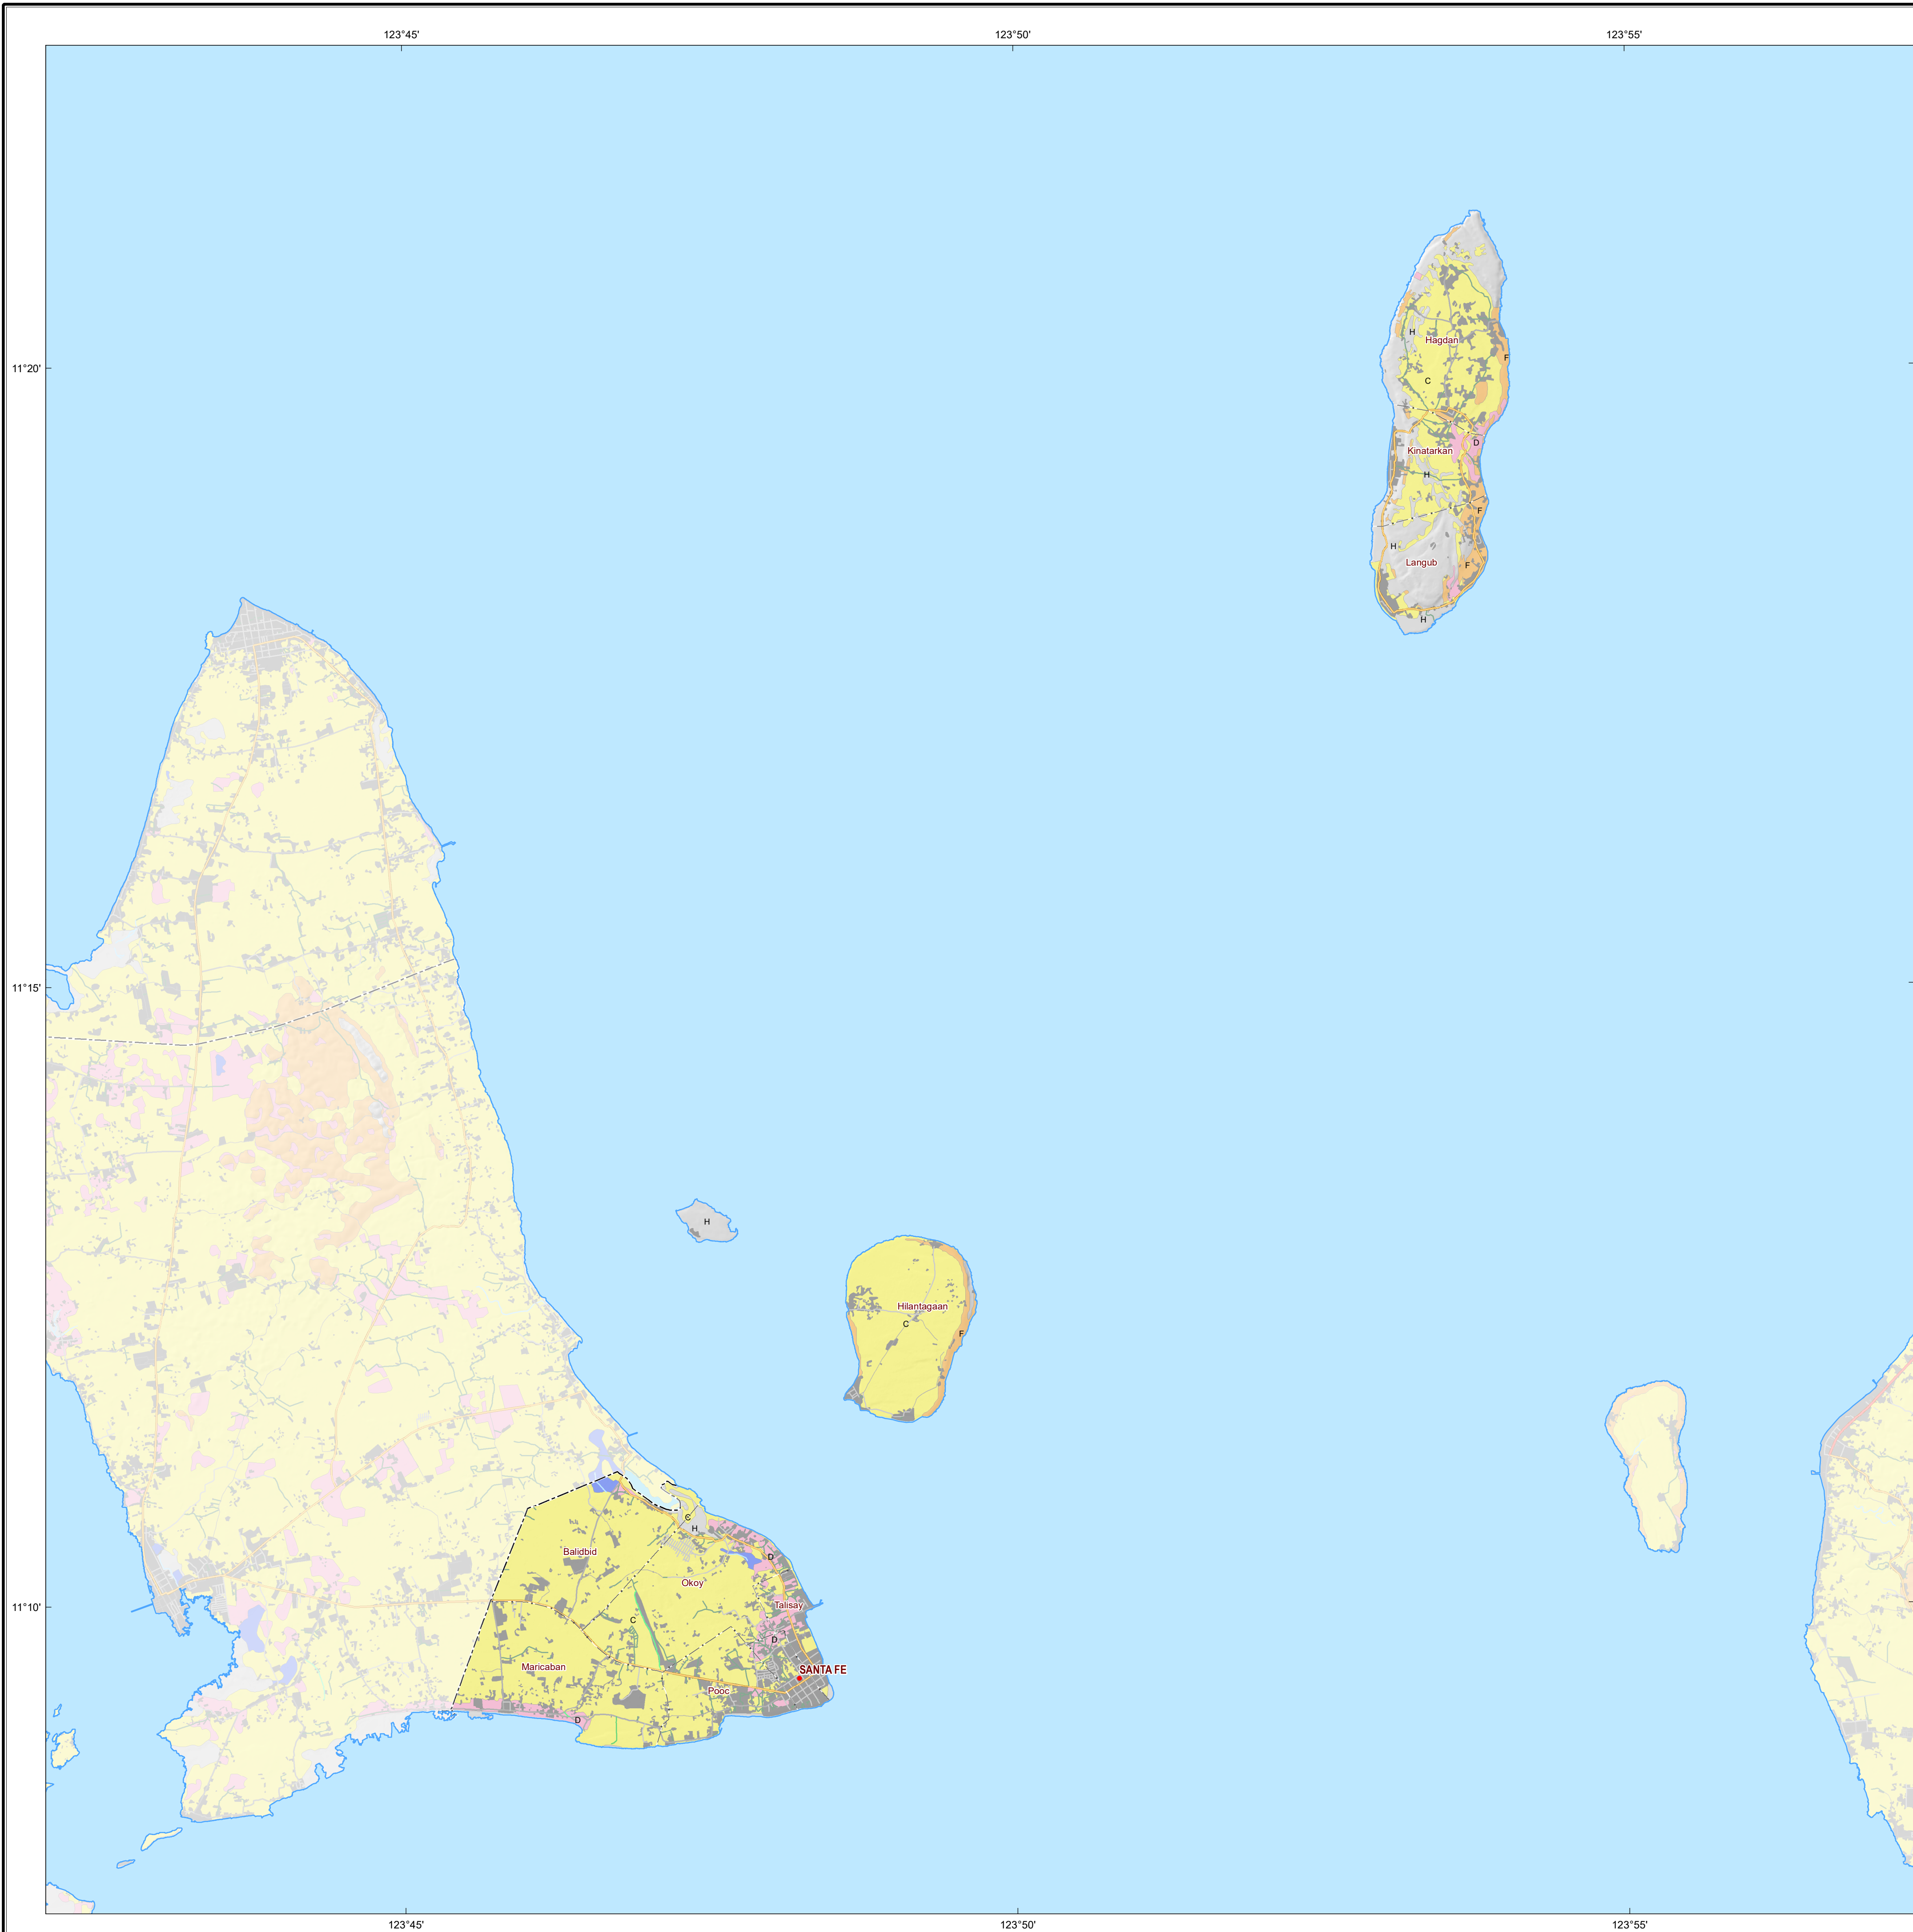 123°45'
123°50'
123°55'
H
Hagdan
F
11°20'
C
D
Kinatarkan
H
F
H
Langub
F
H
11°15'
H
Hilantagaan
C
F
C
H
Balidbid
D
Okoy
Talisay
11°10'
C
D
Maricaban
SANTA FE
Pooc
D
123°45'
123°50'
123°55'